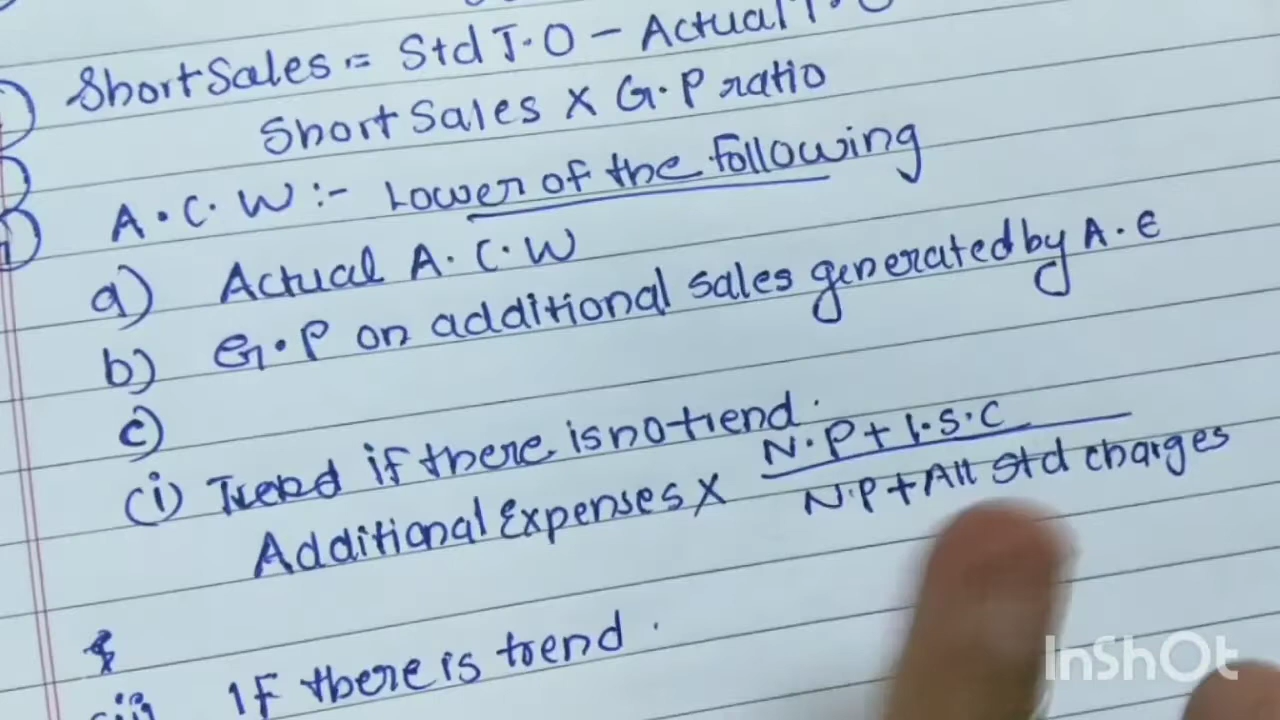 Short Sales = Std T.O - Actual T.O
Short Sales X G.P ratio
A.C.W :- Lower of the following
a) Actual A.C.W
b) G.P on additional sales generated by A.E
c)
(i) Trend if there is no trend.
Additional Expenses X N.P + I.S.C
N.P + All Std charges
(ii) IF there is trend.
InShOt